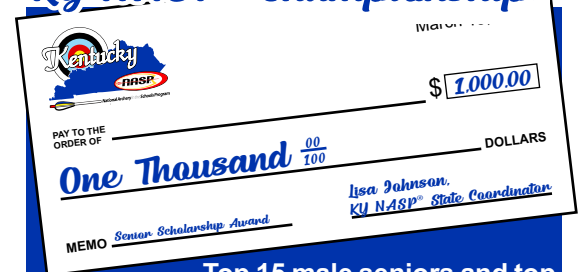 Kentucky
NASP
National Archery in the Schools Program
$ 1,000.00
PAY TO THE
ORDER OF
One Thousand 00/100 DOLLARS
Lisa Johnson,
KY NASP® State Coordinator
MEMO Senior Scholarship Award
Top 15 male seniors and top